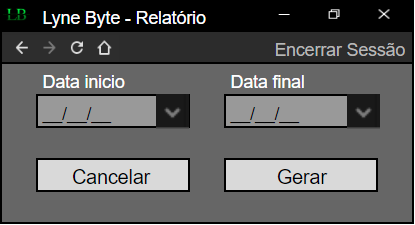 LB Lyne Byte - Relatório
Encerrar Sessão
Data inicio Data final
__/__/__ __/__/__
Cancelar Gerar